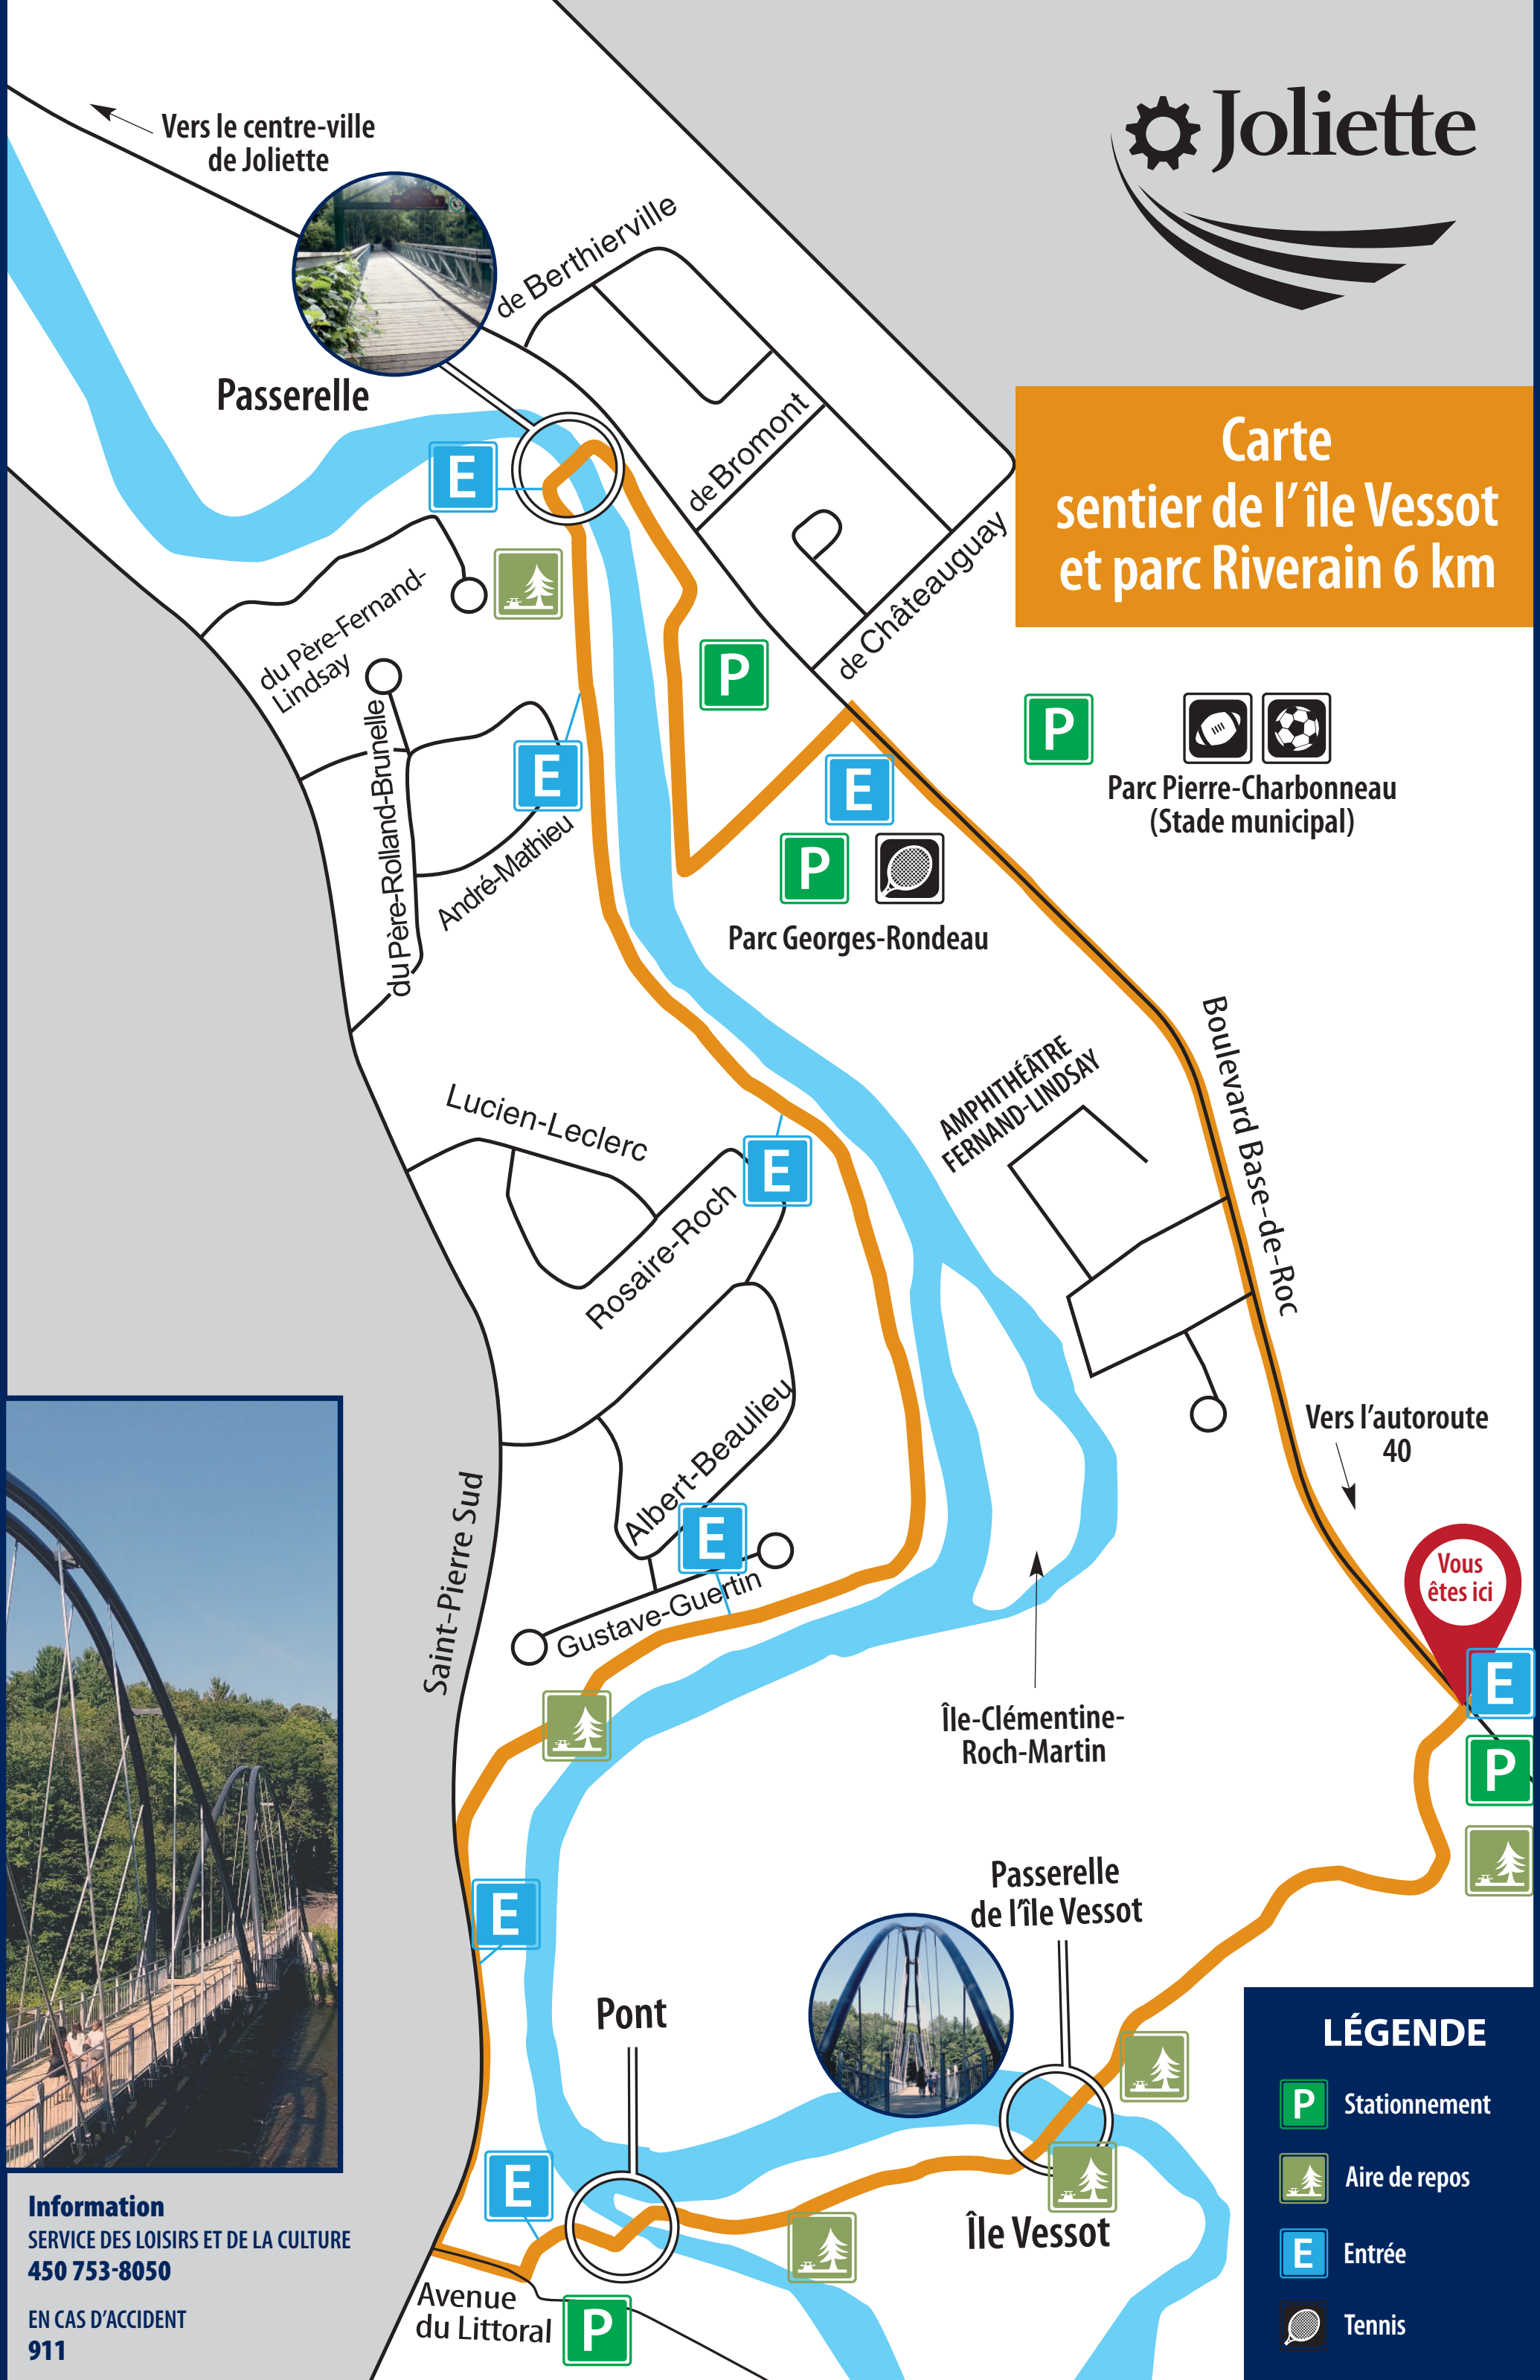 Vers le centre-ville
de Joliette
Joliette
de Berthierville
Passerelle
Carte
sentier de l'île Vessot
et parc Riverain 6 km
de Bromont
E
de Châteauguay
du Père-Fernand-
Lindsay
P
P
Parc Pierre-Charbonneau
(Stade municipal)
du Père-Rolland-Brunelle
E
E
André-Mathieu
P
Parc Georges-Rondeau
Boulevard Base-de-Roc
AMPHITHÉÂTRE
FERNAND-LINDSAY
Lucien-Leclerc
E
Rosaire-Roch
Vers l'autoroute
40
Albert-Beaulieu
E
Gustave-Guertin
Saint-Pierre Sud
Vous
êtes ici
E
P
Île-Clémentine-
Roch-Martin
Passerelle
de l'île Vessot
E
Pont
E
Île Vessot
Avenue
du Littoral
P
LÉGENDE
P Stationnement
Aire de repos
E Entrée
Tennis
Information
SERVICE DES LOISIRS ET DE LA CULTURE
450 753-8050
EN CAS D'ACCIDENT
911